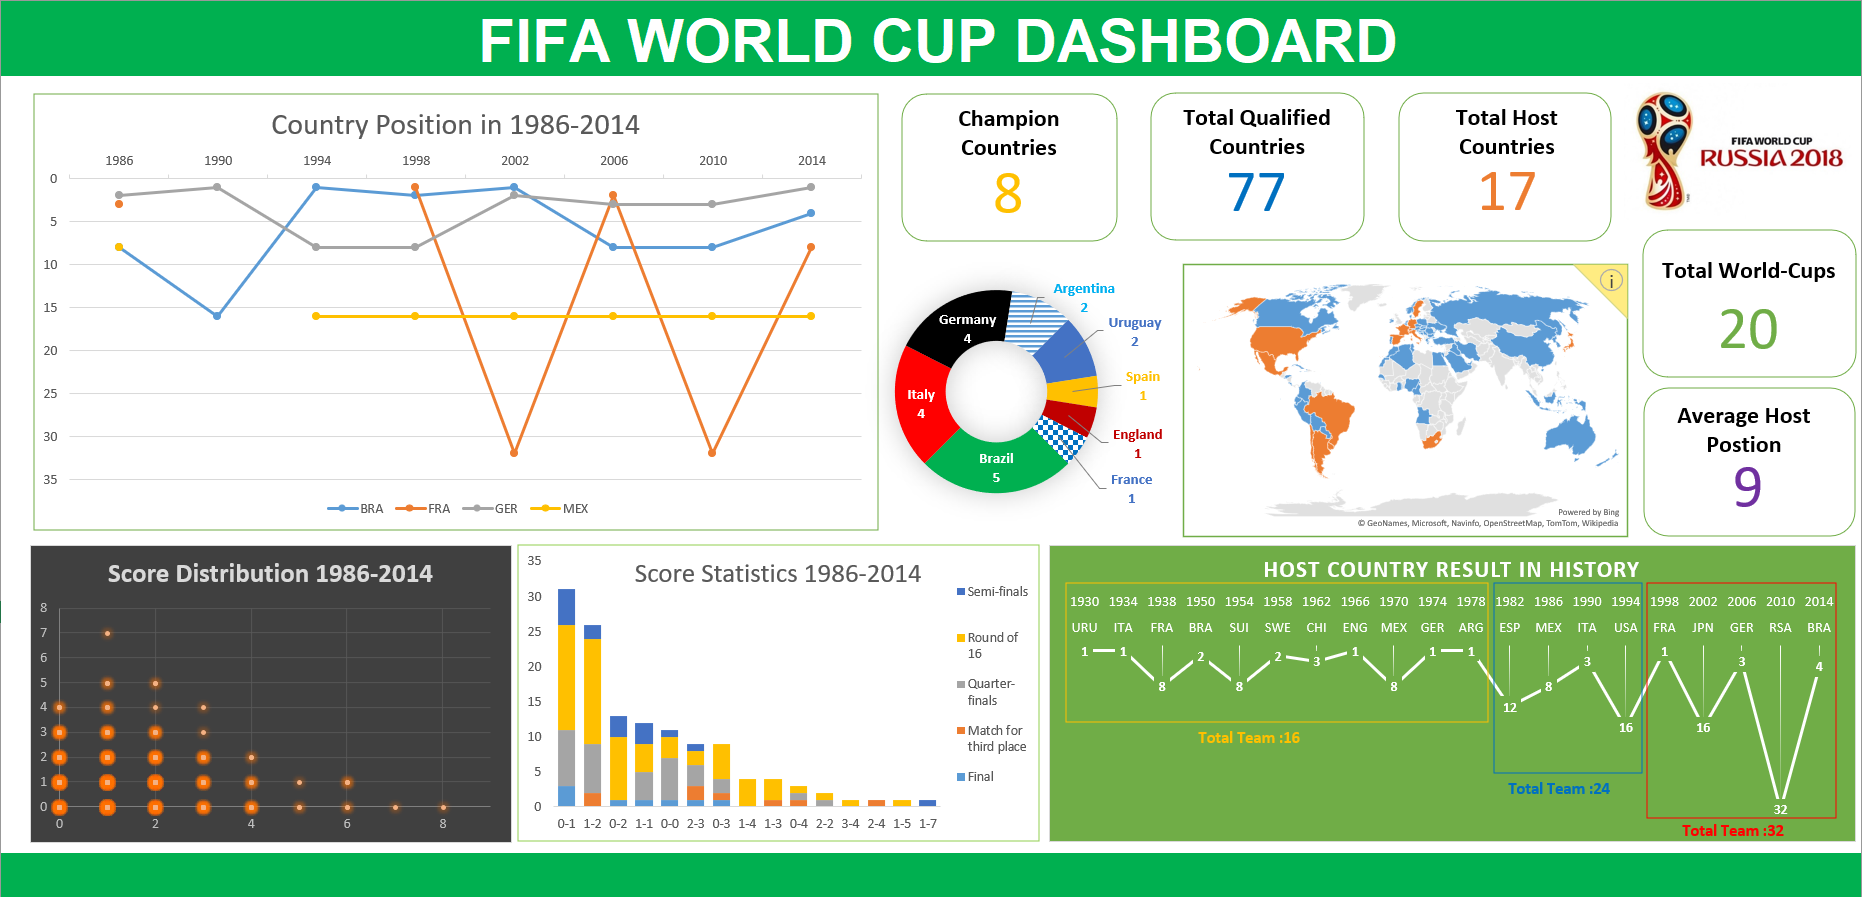 FIFA WORLD CUP DASHBOARD
Country Position in 1986-2014
1986 1990 1994 1998 2002 2006 2010 2014
0
5
10
15
20
25
30
35
BRA FRA GER MEX
Champion
Countries
8
Total Qualified
Countries
77
Total Host
Countries
17
FIFA WORLD CUP
RUSSIA 2018
Argentina
2
Uruguay
2
Spain
1
England
1
France
1
Brazil
5
Italy
4
Germany
4
i
Powered by Bing
© GeoNames, Microsoft, Navinfo, OpenStreetMap, TomTom, Wikipedia
Total World-Cups
20
Average Host
Postion
9
Score Distribution 1986-2014
8
7
6
5
4
3
2
1
0
0 2 4 6 8
Score Statistics 1986-2014
35
30
25
20
15
10
5
0
0-1 1-2 0-2 1-1 0-0 2-3 0-3 1-4 1-3 0-4 2-2 3-4 2-4 1-5 1-7
Semi-finals
Round of
16
Quarter-
finals
Match for
third place
Final
HOST COUNTRY RESULT IN HISTORY
1930 1934 1938 1950 1954 1958 1962 1966 1970 1974 1978 1982 1986 1990 1994 1998 2002 2006 2010 2014
URU ITA FRA BRA SUI SWE CHI ENG MEX GER ARG ESP MEX ITA USA FRA JPN GER RSA BRA
1 1 8 2 8 2 3 1 8 1 1 12 8 3 16 1 16 3 32 4
Total Team :16
Total Team :24
Total Team :32